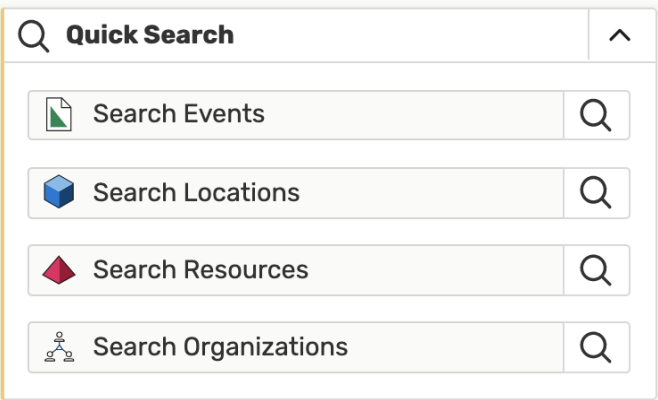 Quick Search
Search Events
Search Locations
Search Resources
Search Organizations